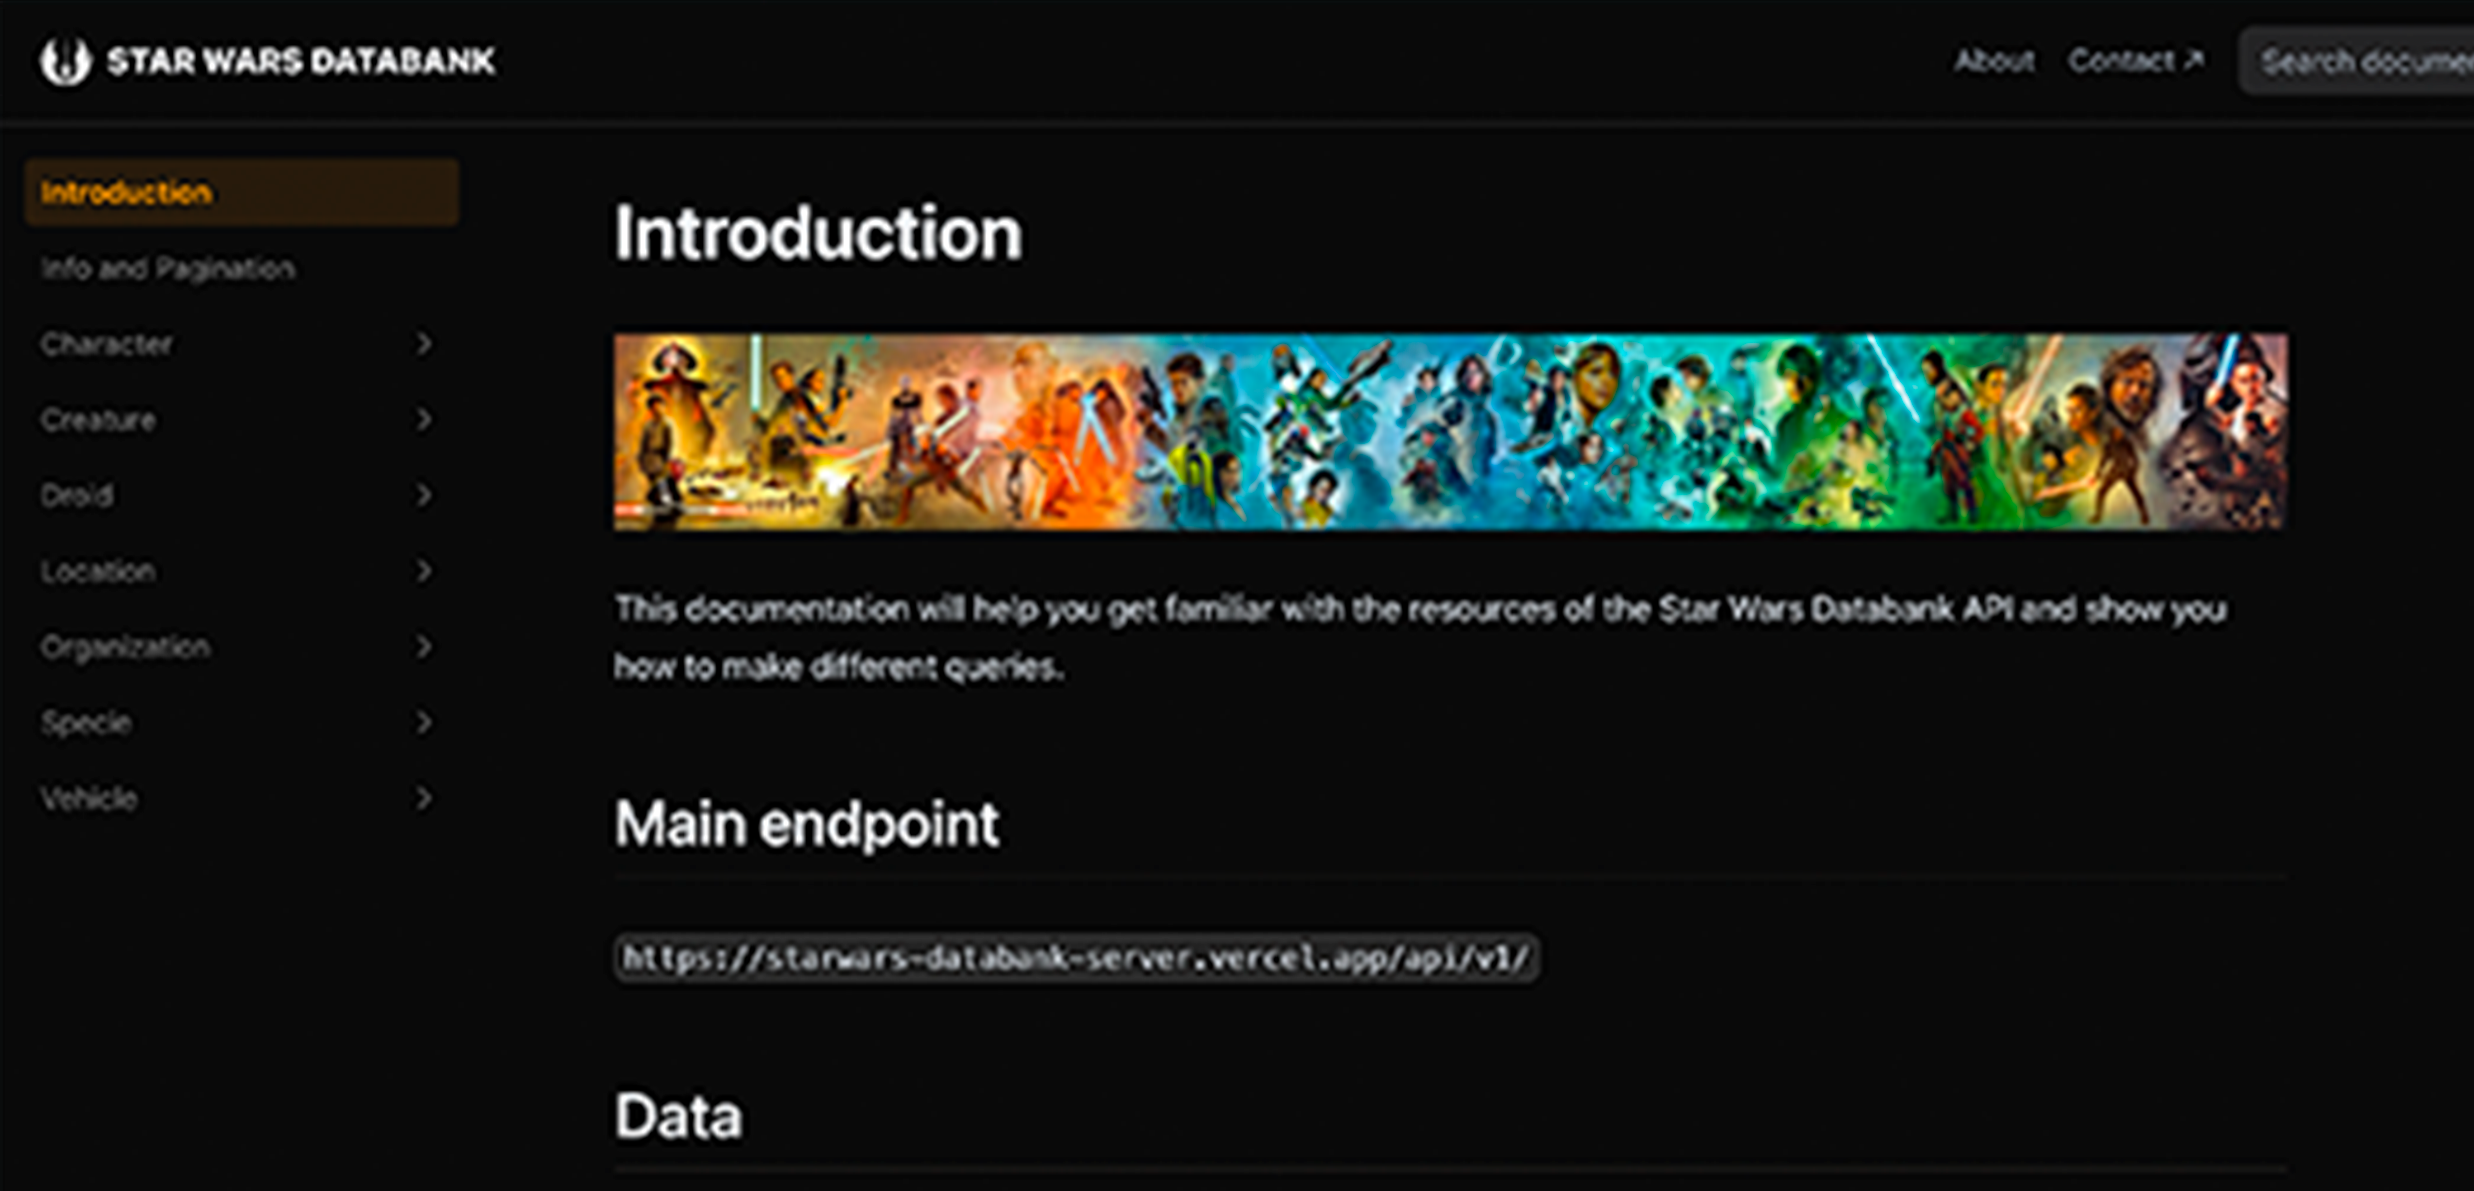 STAR WARS DATABANK
About
Contact ↗
Search docume
Introduction
Info and Pagination
Character
Creature
Droid
Location
Organization
Specie
Vehicle
Introduction
This documentation will help you get familiar with the resources of the Star Wars Databank API and show you
how to make different queries.
Main endpoint
https://starwars-databank-server.vercel.app/api/v1/
Data